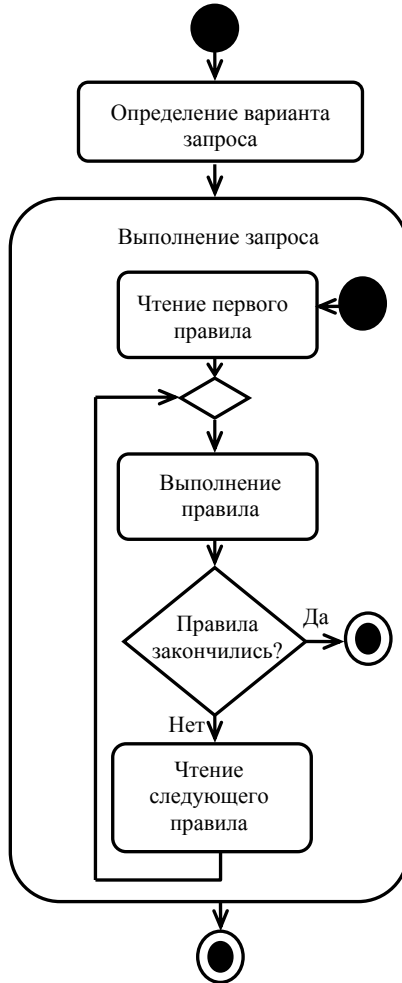 Определение варианта
запроса
Выполнение запроса
Чтение первого
правила
Выполнение
правила
Правила
закончились?
Да
Нет
Чтение
следующего
правила